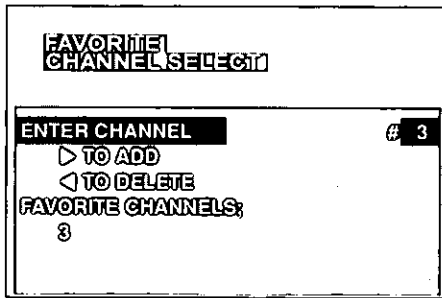 FAVORITE
CHANNEL SELECT
ENTER CHANNEL # 3
▷ TO ADD
◁ TO DELETE
FAVORITE CHANNELS;
3